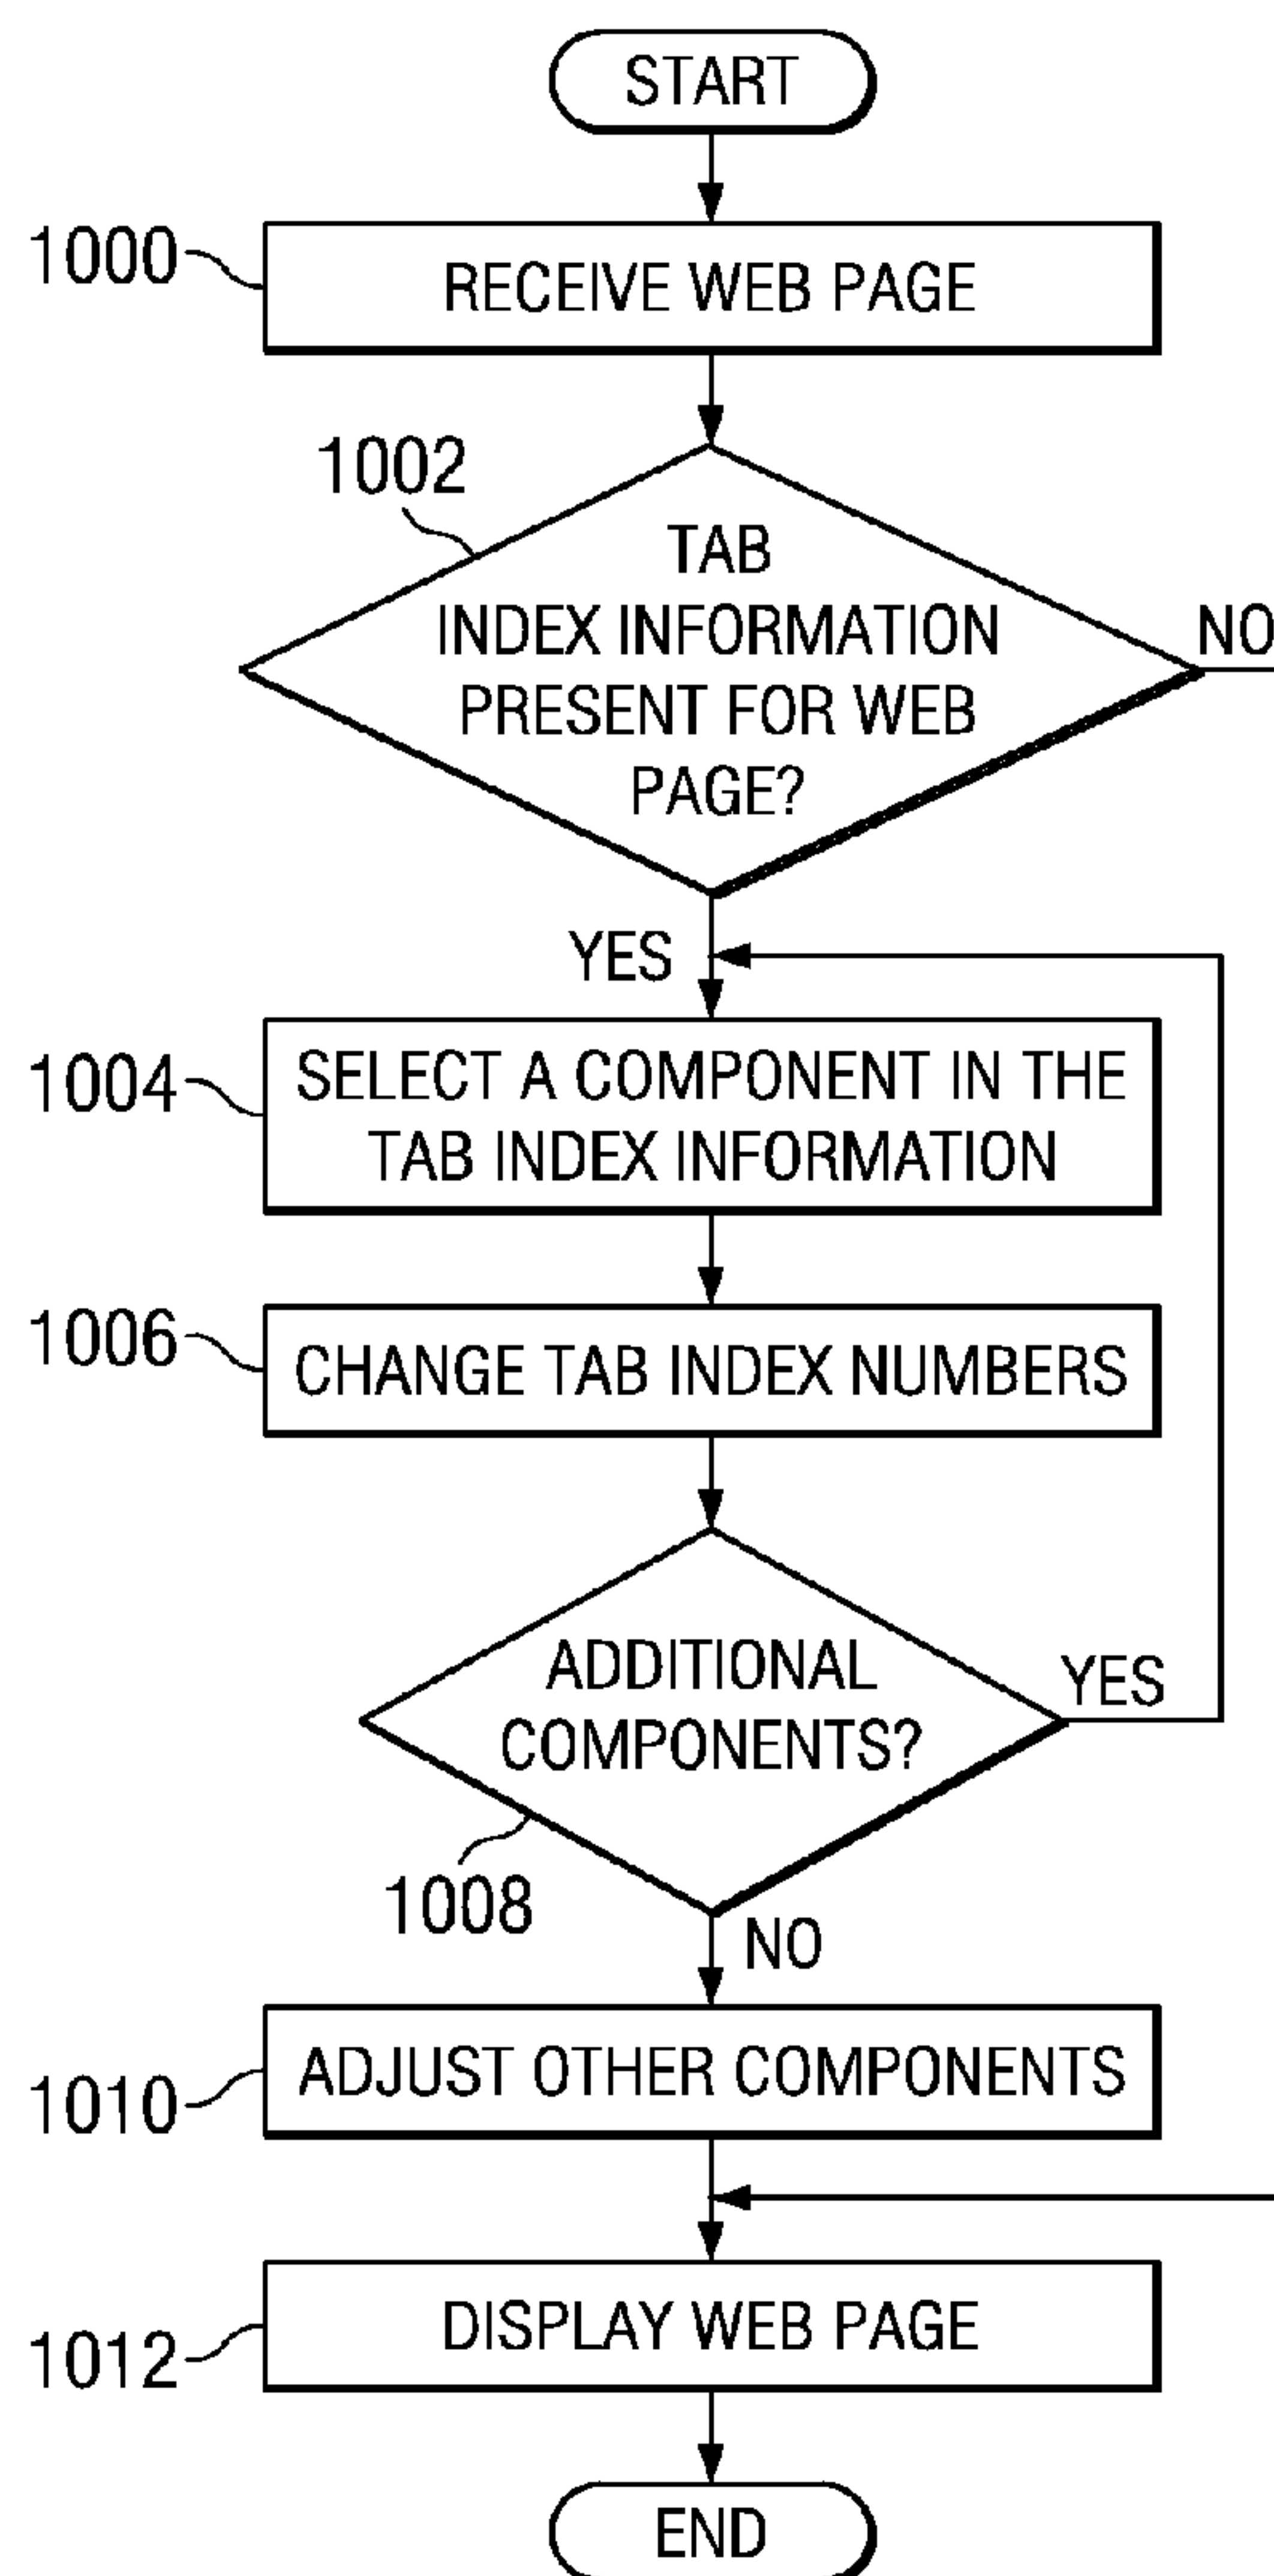 START
1000
RECEIVE WEB PAGE
1002
TAB
INDEX INFORMATION
PRESENT FOR WEB
PAGE?
NO
YES
1004
SELECT A COMPONENT IN THE
TAB INDEX INFORMATION
1006
CHANGE TAB INDEX NUMBERS
ADDITIONAL
COMPONENTS?
YES
1008
NO
1010
ADJUST OTHER COMPONENTS
1012
DISPLAY WEB PAGE
END